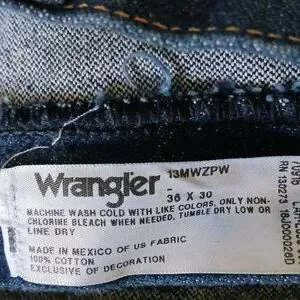 Wrangler
13MWZPW
-
36 X 30
MACHINE WASH COLD WITH LIKE COLORS, ONLY NON-
CHLORINE BLEACH WHEN NEEDED, TUMBLE DRY LOW OR
LINE DRY
MADE IN MEXICO OF US FABRIC
100% COTTON
EXCLUSIVE OF DECORATION
RN 130273